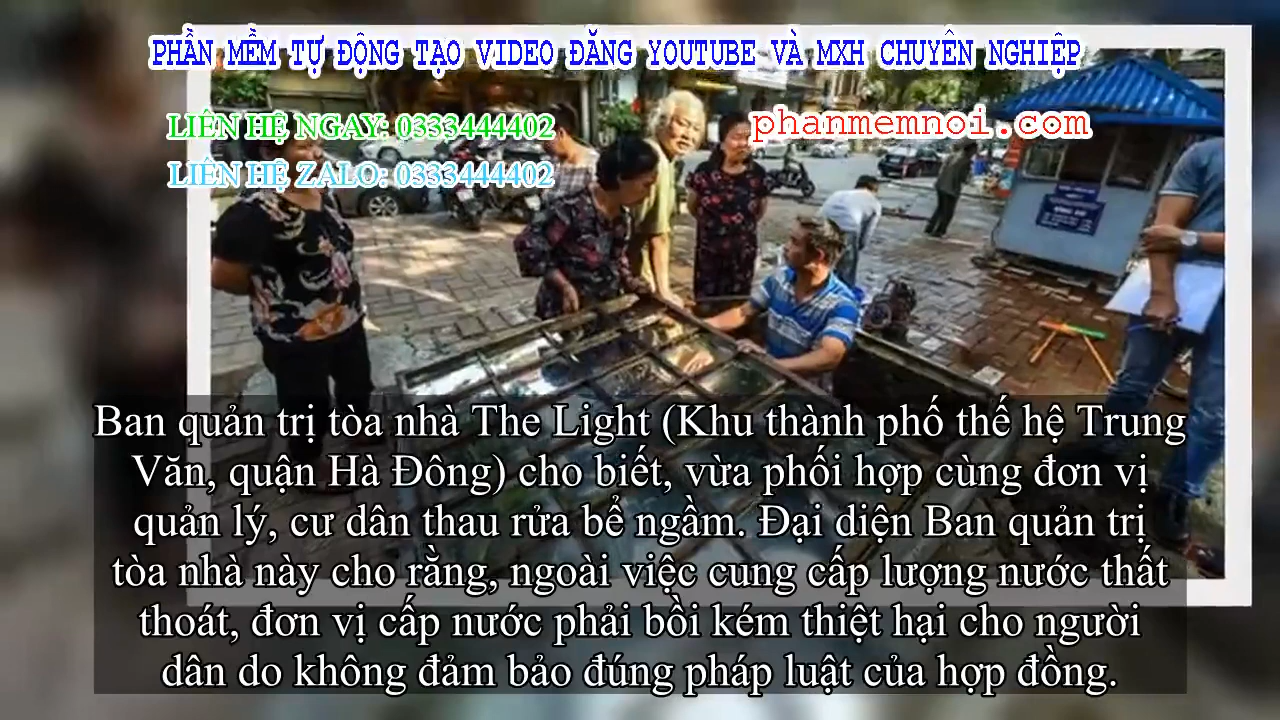 PHẦN MỀM TỰ ĐỘNG TẠO VIDEO ĐĂNG YOUTUBE VÀ MXH CHUYÊN NGHIỆP
LIÊN HỆ NGAY: 0333444402
phanmemnoi.com
LIÊN HỆ ZALO: 0333444402
Ban quản trị tòa nhà The Light (Khu thành phố thế hệ Trung
Văn, quận Hà Đông) cho biết, vừa phối hợp cùng đơn vị
quản lý, cư dân thau rửa bể ngầm. Đại diện Ban quản trị
tòa nhà này cho rằng, ngoài việc cung cấp lượng nước thất
thoát, đơn vị cấp nước phải bồi kém thiệt hại cho người
dân do không đảm bảo đúng pháp luật của hợp đồng.